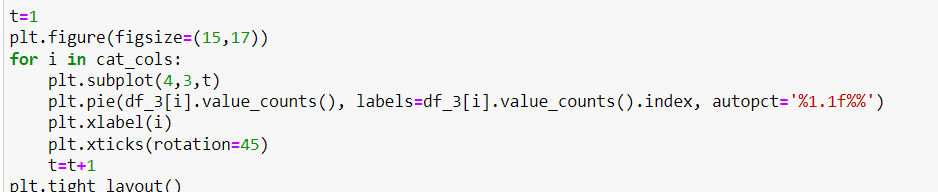 t=1
plt.figure(figsize=(15,17))
for i in cat_cols:
    plt.subplot(4,3,t)
    plt.pie(df_3[i].value_counts(), labels=df_3[i].value_counts().index, autopct='%1.1f%%')
    plt.xlabel(i)
    plt.xticks(rotation=45)
    t=t+1
plt.tight_layout()